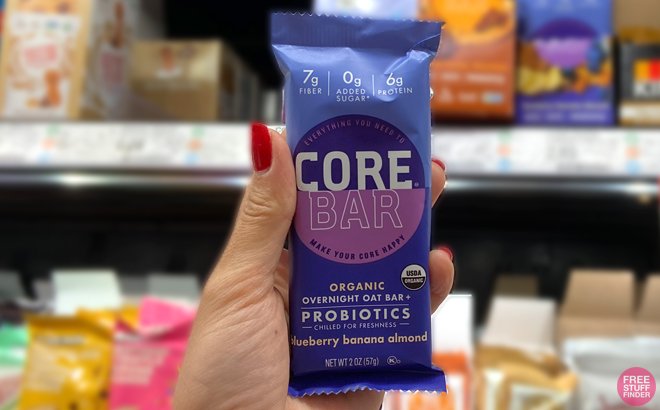 7g | 0g | 6g
FIBER | ADDED SUGAR* | PROTEIN
EVERYTHING YOU NEED TO
CORE
BAR
MAKE YOUR CORE HAPPY
USDA
ORGANIC
ORGANIC
OVERNIGHT OAT BAR+
PROBIOTICS
CHILLED FOR FRESHNESS
lueberry banana almond
NET WT 2 OZ (57g)
FREE
STUFF
FINDER